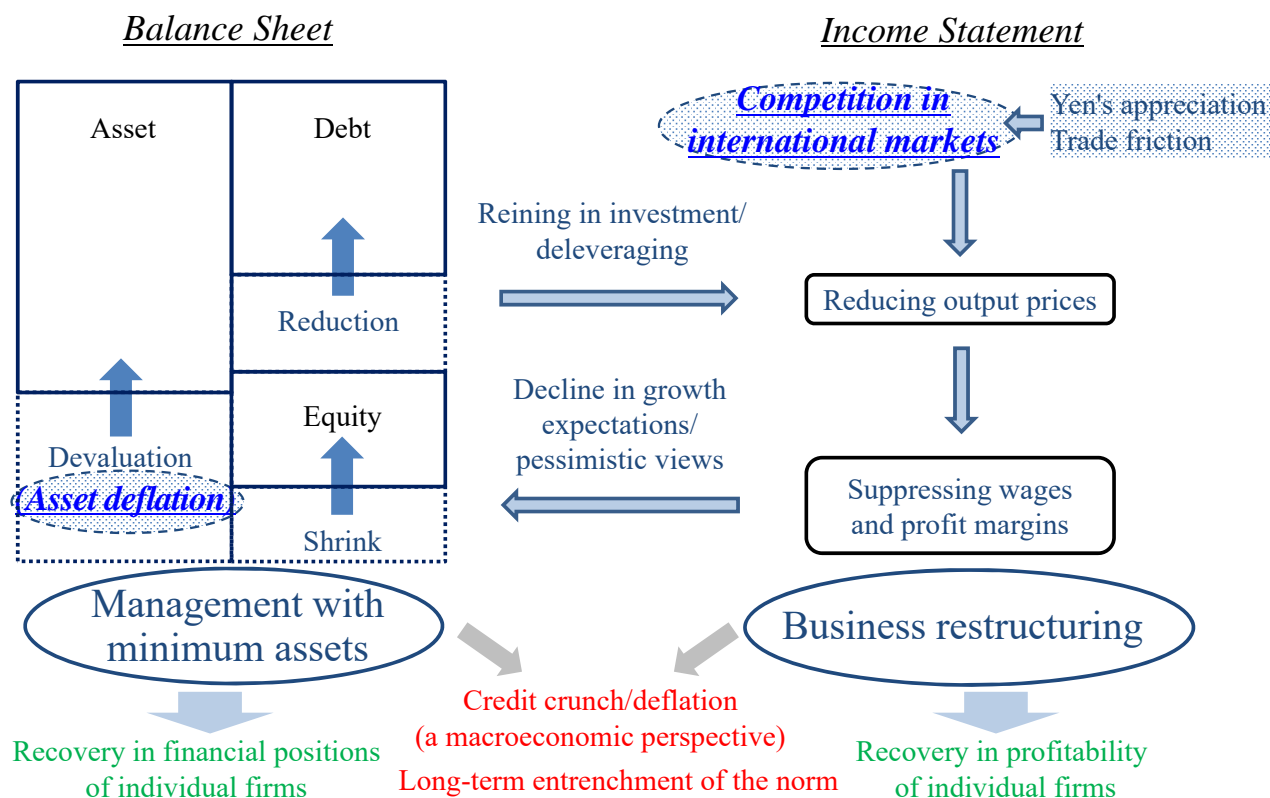 Balance Sheet
Income Statement
Asset
Debt
Competition in
international markets
Yen's appreciation
Trade friction
Reining in investment/
deleveraging
Reduction
Reducing output prices
Equity
Decline in growth
expectations/
pessimistic views
Devaluation
Asset deflation
Shrink
Suppressing wages
and profit margins
Management with
minimum assets
Business restructuring
Credit crunch/deflation
(a macroeconomic perspective)
Long-term entrenchment of the norm
Recovery in financial positions
of individual firms
Recovery in profitability
of individual firms